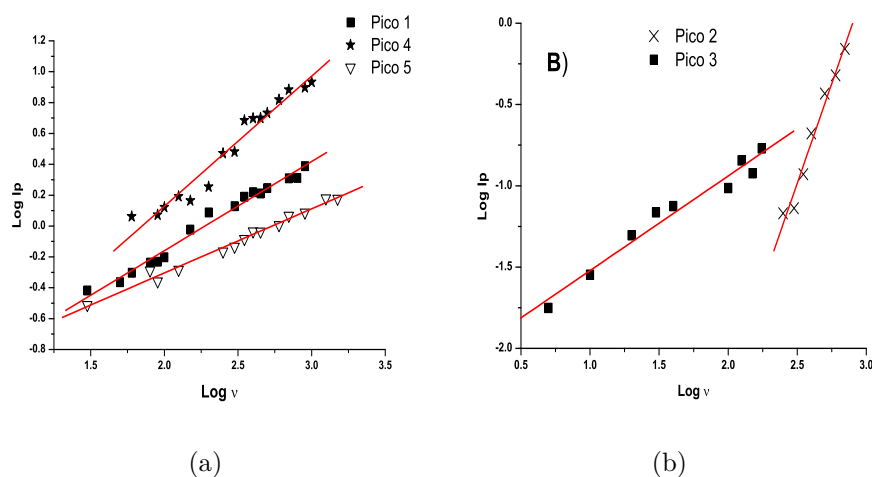 Pico 1
Pico 4
Pico 5
1.2
1.0
0.8
0.6
0.4
0.2
0.0
-0.2
-0.4
-0.6
-0.8
Log Ip
1.5 2.0 2.5 3.0 3.5
Log ν
(a)
B)
Pico 2
Pico 3
0.0
-0.5
-1.0
-1.5
-2.0
Log Ip
0.5 1.0 1.5 2.0 2.5 3.0
Log ν
(b)